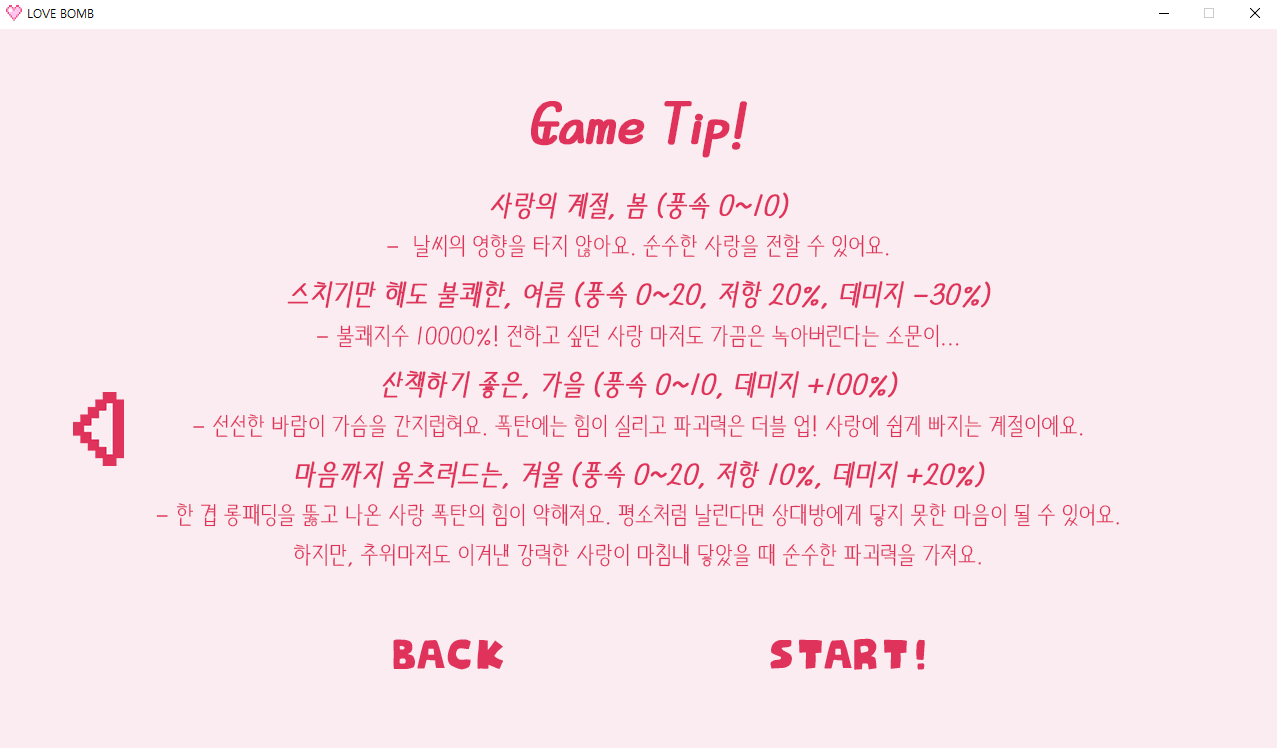 LOVE BOMB
Game Tip!
사랑의 계절, 봄 (풍속 0~10)
- 날씨의 영향을 타지 않아요. 순수한 사랑을 전할 수 있어요.
스치기만 해도 불쾌한, 여름 (풍속 0~20, 저항 20%, 데미지 -30%)
- 불쾌지수 10000%! 전하고 싶던 사랑 마저도 가끔은 녹아버린다는 소문이...
산책하기 좋은, 가을 (풍속 0~10, 데미지 +100%)
- 선선한 바람이 가슴을 간지럽혀요. 폭탄에는 힘이 실리고 파괴력은 더블 업! 사랑에 쉽게 빠지는 계절이에요.
마음까지 움츠러드는, 겨울 (풍속 0~20, 저항 10%, 데미지 +20%)
- 한 겹 롱패딩을 뚫고 나온 사랑 폭탄의 힘이 약해져요. 평소처럼 날린다면 상대방에게 닿지 못한 마음이 될 수 있어요.
하지만, 추위마저도 이겨낸 강력한 사랑이 마침내 닿았을 때 순수한 파괴력을 가져요.
BACK
START!